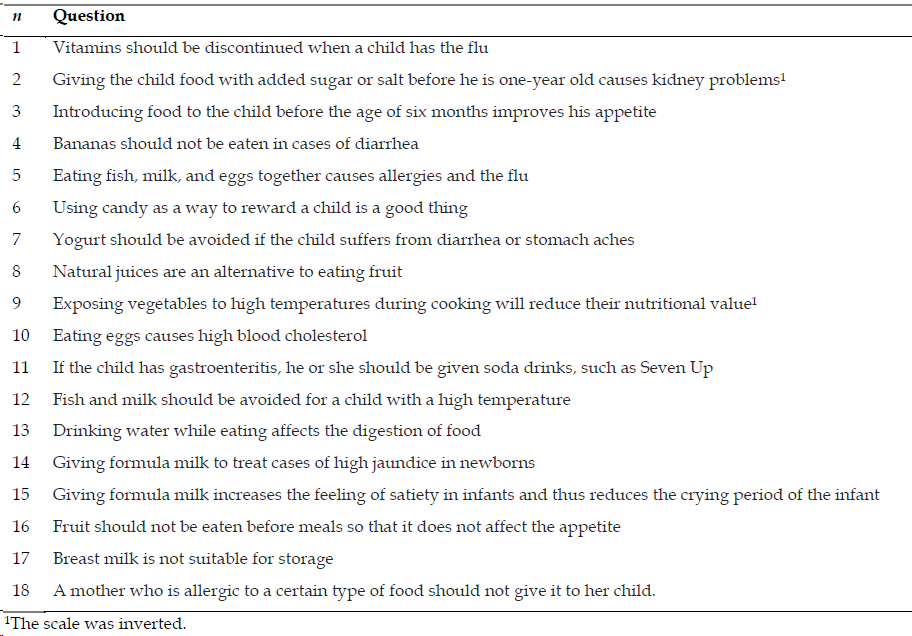 n Question
1 Vitamins should be discontinued when a child has the flu
2 Giving the child food with added sugar or salt before he is one-year old causes kidney problems¹
3 Introducing food to the child before the age of six months improves his appetite
4 Bananas should not be eaten in cases of diarrhea
5 Eating fish, milk, and eggs together causes allergies and the flu
6 Using candy as a way to reward a child is a good thing
7 Yogurt should be avoided if the child suffers from diarrhea or stomach aches
8 Natural juices are an alternative to eating fruit
9 Exposing vegetables to high temperatures during cooking will reduce their nutritional value¹
10 Eating eggs causes high blood cholesterol
11 If the child has gastroenteritis, he or she should be given soda drinks, such as Seven Up
12 Fish and milk should be avoided for a child with a high temperature
13 Drinking water while eating affects the digestion of food
14 Giving formula milk to treat cases of high jaundice in newborns
15 Giving formula milk increases the feeling of satiety in infants and thus reduces the crying period of the infant
16 Fruit should not be eaten before meals so that it does not affect the appetite
17 Breast milk is not suitable for storage
18 A mother who is allergic to a certain type of food should not give it to her child.
¹The scale was inverted.